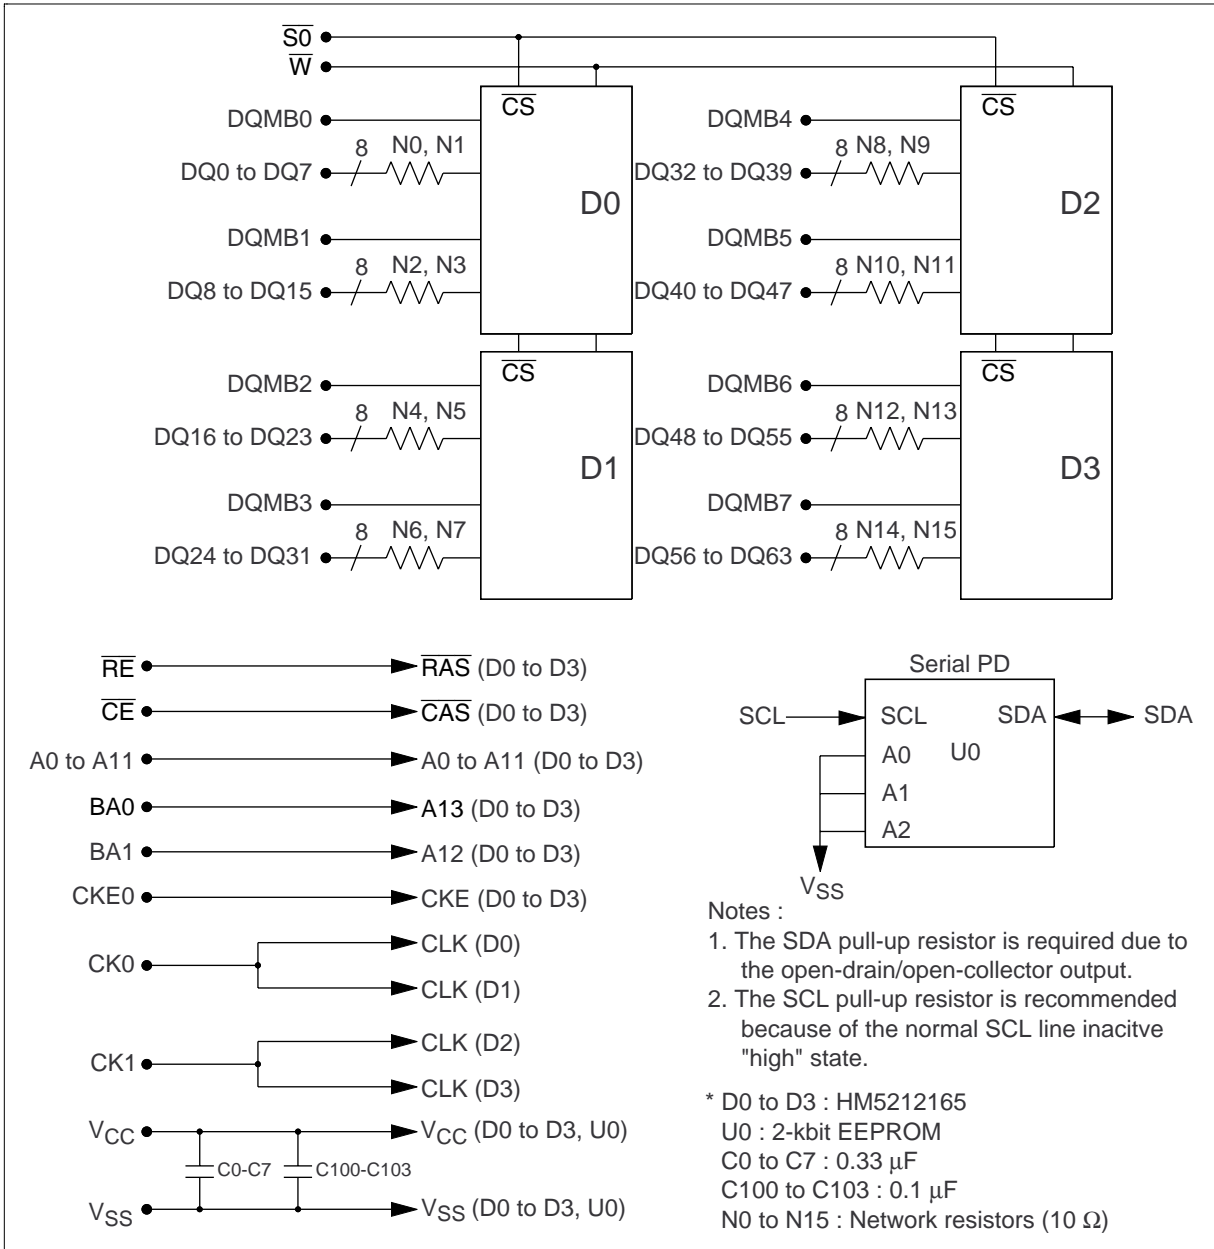 S0
W
CS
CS
DQMB0
DQMB4
8 N0, N1
8 N8, N9
DQ0 to DQ7
DQ32 to DQ39
D0
D2
DQMB1
DQMB5
8 N2, N3
8 N10, N11
DQ8 to DQ15
DQ40 to DQ47
CS
CS
DQMB2
DQMB6
8 N4, N5
8 N12, N13
DQ16 to DQ23
DQ48 to DQ55
D1
D3
DQMB3
DQMB7
8 N6, N7
8 N14, N15
DQ24 to DQ31
DQ56 to DQ63
RE
RAS (D0 to D3)
CE
CAS (D0 to D3)
A0 to A11
A0 to A11 (D0 to D3)
BA0
A13 (D0 to D3)
BA1
A12 (D0 to D3)
CKE0
CKE (D0 to D3)
CK0
CLK (D0)
CLK (D1)
CK1
CLK (D2)
CLK (D3)
VCC
VCC (D0 to D3, U0)
C0-C7
C100-C103
VSS
VSS (D0 to D3, U0)
Serial PD
SCL
SCL
SDA
SDA
A0
U0
A1
A2
VSS
Notes :
1. The SDA pull-up resistor is required due to
the open-drain/open-collector output.
2. The SCL pull-up resistor is recommended
because of the normal SCL line inacitve
"high" state.
* D0 to D3 : HM5212165
U0 : 2-kbit EEPROM
C0 to C7 : 0.33 µF
C100 to C103 : 0.1 µF
N0 to N15 : Network resistors (10 Ω)